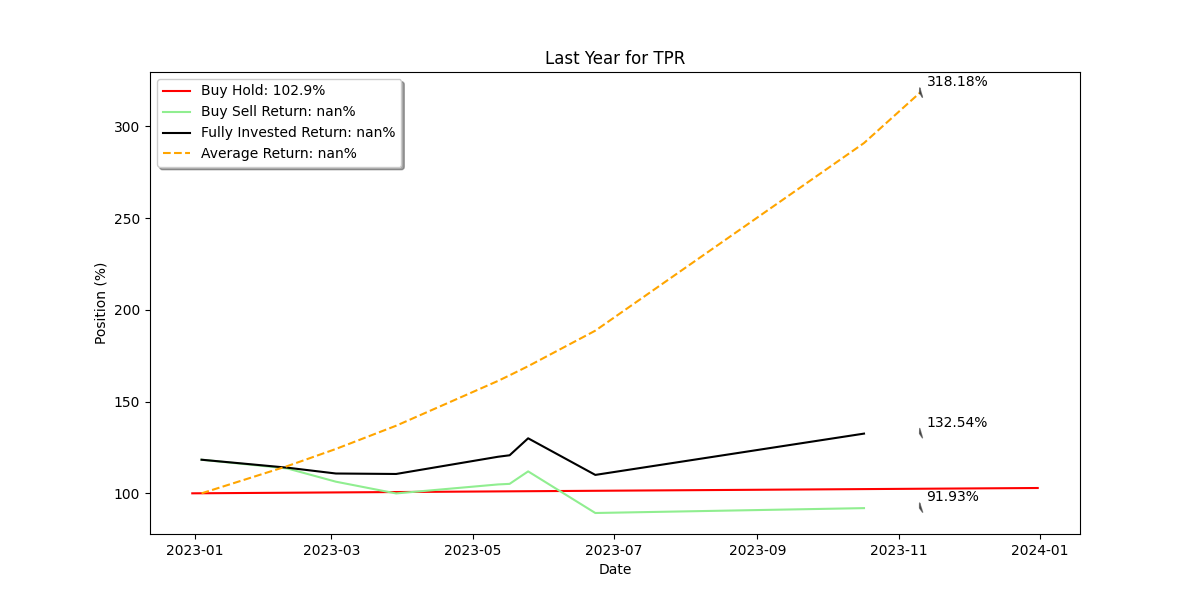 Last Year for TPR
Buy Hold: 102.9%
Buy Sell Return: nan%
Fully Invested Return: nan%
Average Return: nan%
318.18%
132.54%
91.93%
300
250
200
150
100
Position (%)
2023-01 2023-03 2023-05 2023-07 2023-09 2023-11 2024-01
Date